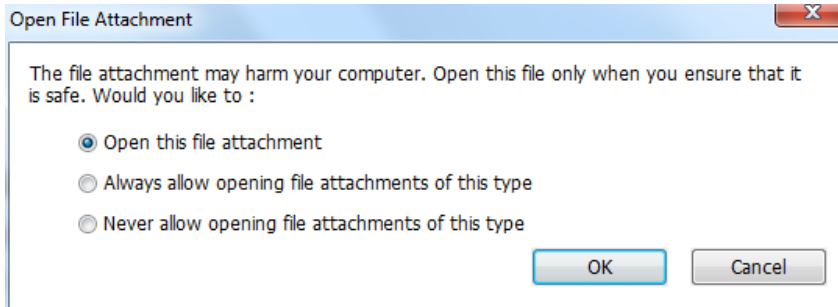 Open File Attachment
The file attachment may harm your computer. Open this file only when you ensure that it
is safe. Would you like to :
Open this file attachment
Always allow opening file attachments of this type
Never allow opening file attachments of this type
OK Cancel